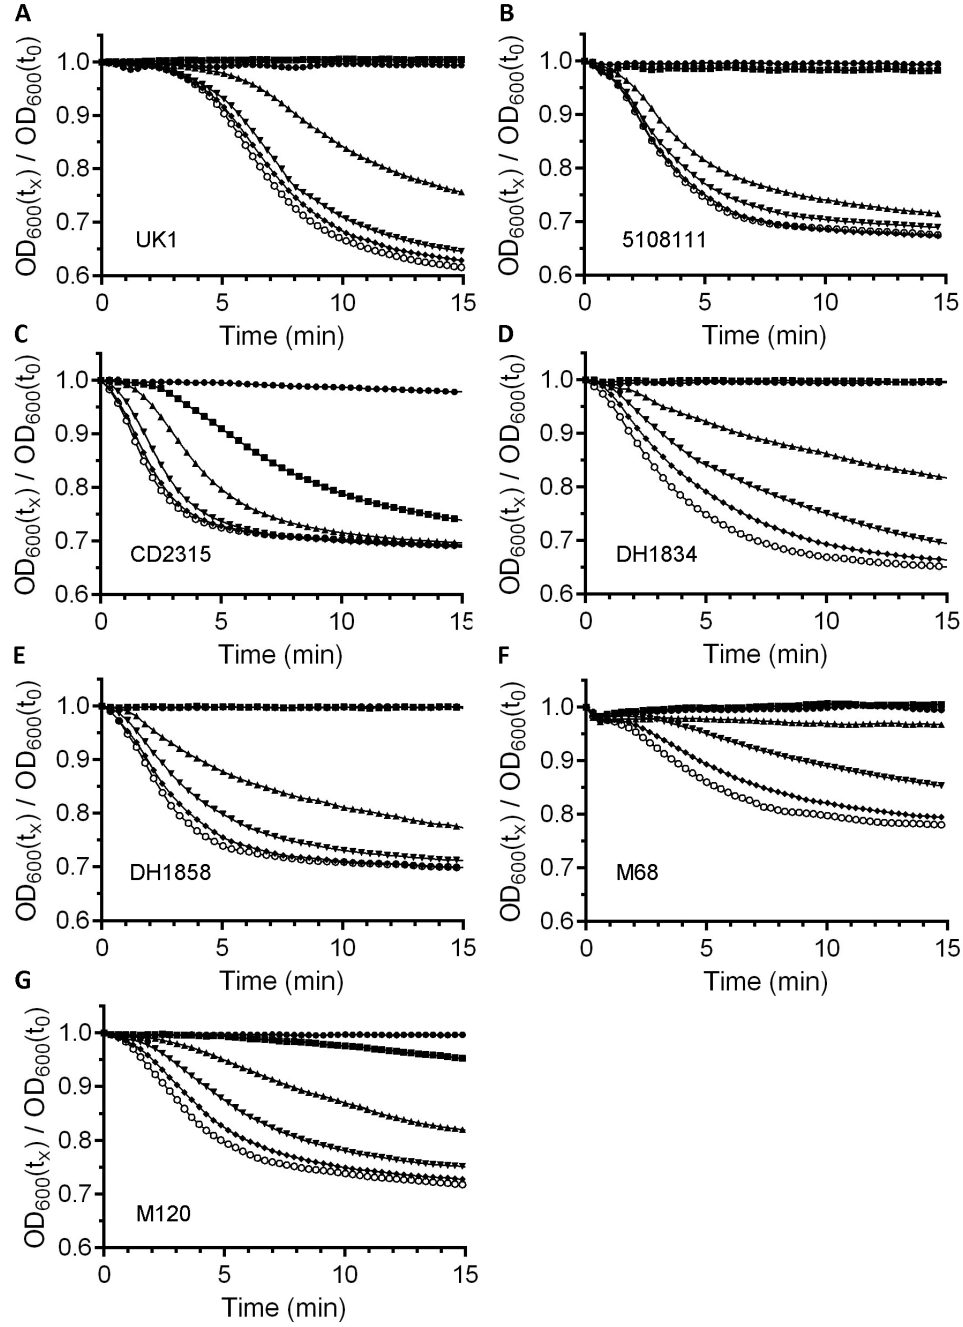 A
B
OD600(tx) / OD600(t0)
1.0
0.9
0.8
0.7
0.6
UK1
0 5 10 15
Time (min)
OD600(tx) / OD600(t0)
1.0
0.9
0.8
0.7
0.6
5108111
0 5 10 15
Time (min)
C
D
OD600(tx) / OD600(t0)
1.0
0.9
0.8
0.7
0.6
CD2315
0 5 10 15
Time (min)
OD600(tx) / OD600(t0)
1.0
0.9
0.8
0.7
0.6
DH1834
0 5 10 15
Time (min)
E
F
OD600(tx) / OD600(t0)
1.0
0.9
0.8
0.7
0.6
DH1858
0 5 10 15
Time (min)
OD600(tx) / OD600(t0)
1.0
0.9
0.8
0.7
0.6
M68
0 5 10 15
Time (min)
G
OD600(tx) / OD600(t0)
1.0
0.9
0.8
0.7
0.6
M120
0 5 10 15
Time (min)